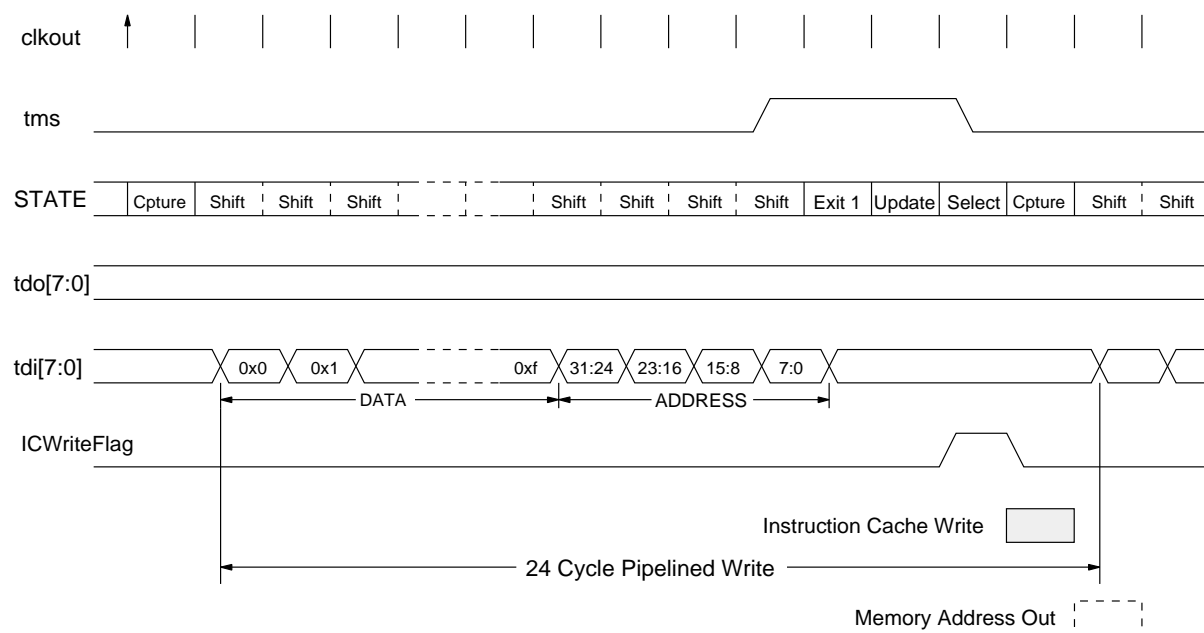 clkout
tms
STATE Cpture Shift Shift Shift Shift Shift Shift Shift Exit 1 Update Select Cpture Shift Shift
tdo[7:0]
tdi[7:0] 0x0 0x1 0xf 31:24 23:16 15:8 7:0
DATA ADDRESS
ICWriteFlag
Instruction Cache Write
24 Cycle Pipelined Write
Memory Address Out